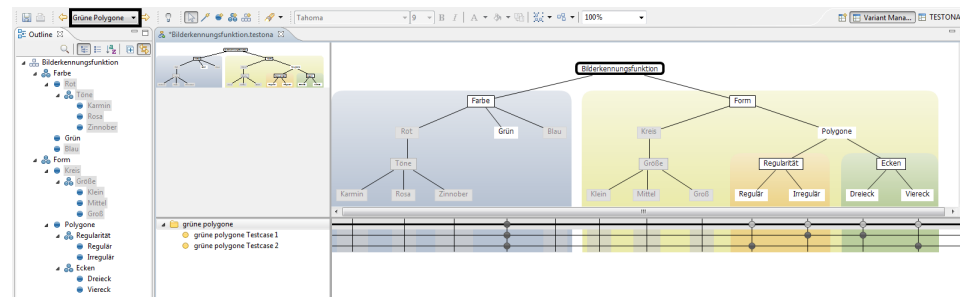 Grüne Polygone
Tahoma
9
B I
A
100%
Variant Mana...
TESTONA
Outline
*Bilderkennungsfunktion.testona
Bilderkennungsfunktion
Farbe
Rot
Töne
Karmin
Rosa
Zinnober
Grün
Blau
Form
Kreis
Größe
Klein
Mittel
Groß
Polygone
Regularität
Regulär
Irregulär
Ecken
Dreieck
Viereck
Bilderkennungsfunktion
Farbe Form
Rot Grün Blau Kreis Polygone
Töne Größe Regularität Ecken
Karmin Rosa Zinnober Klein Mittel Groß Regulär Irregulär Dreieck Viereck
grüne polygone
grüne polygone Testcase 1
grüne polygone Testcase 2